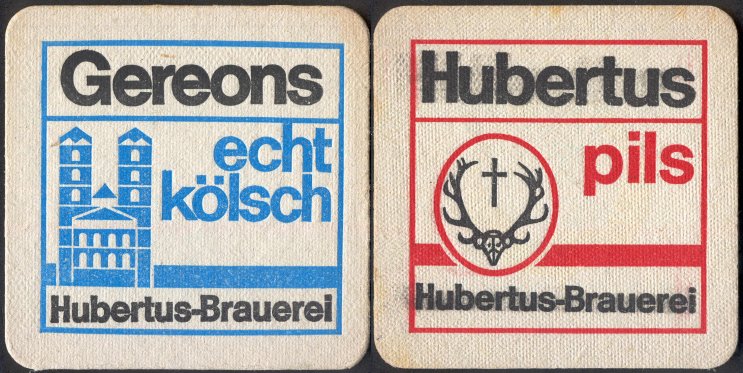 Gereons
echt
kölsch
Hubertus-Brauerei
Hubertus
pils
Hubertus-Brauerei